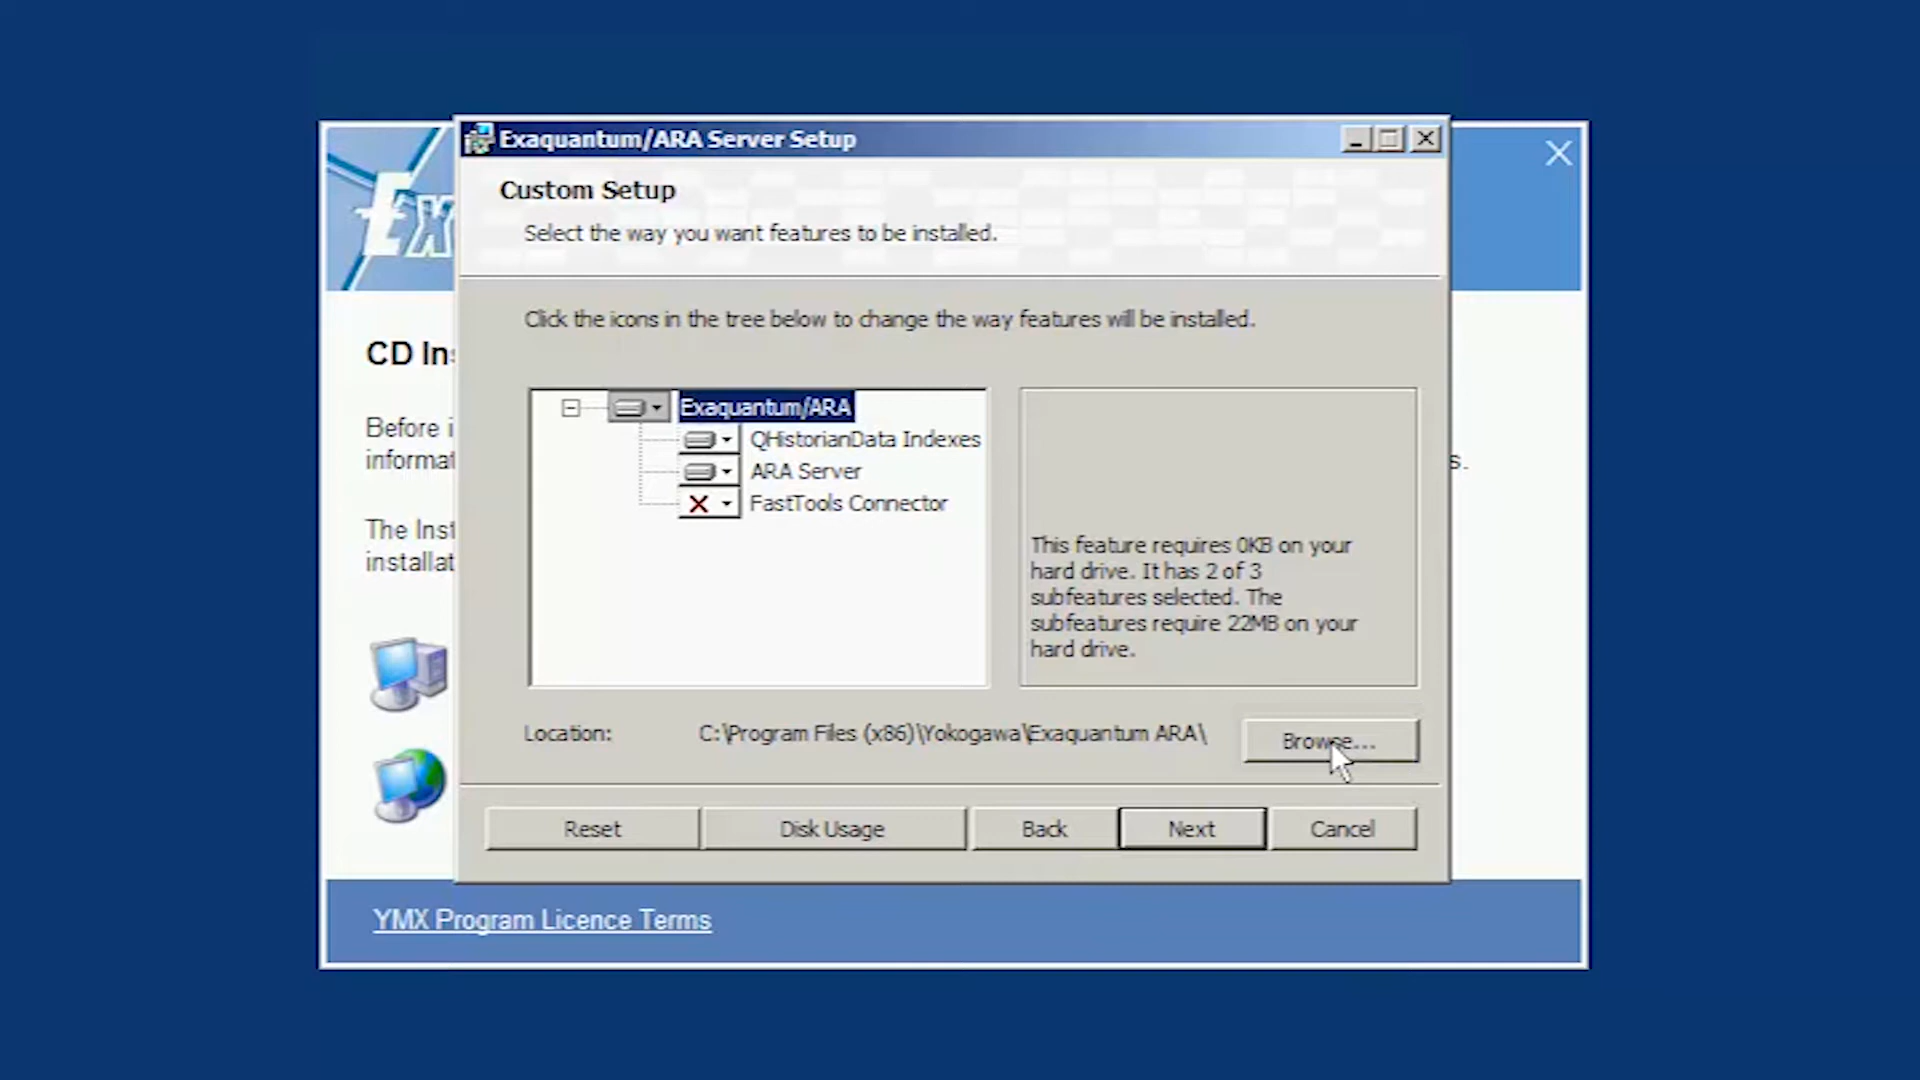 Exaquantum/ARA Server Setup
Custom Setup
Select the way you want features to be installed.
Click the icons in the tree below to change the way features will be installed.
Exaquantum/ARA
QHistorianData Indexes
ARA Server
FastTools Connector
This feature requires 0KB on your
hard drive. It has 2 of 3
subfeatures selected. The
subfeatures require 22MB on your
hard drive.
Location: C:\Program Files (x86)\Yokogawa\Exaquantum ARA\
Browse...
Reset Disk Usage Back Next Cancel
Ex
CD Ins
Before i
informat s.
The Inst
installat
YMX Program Licence Terms